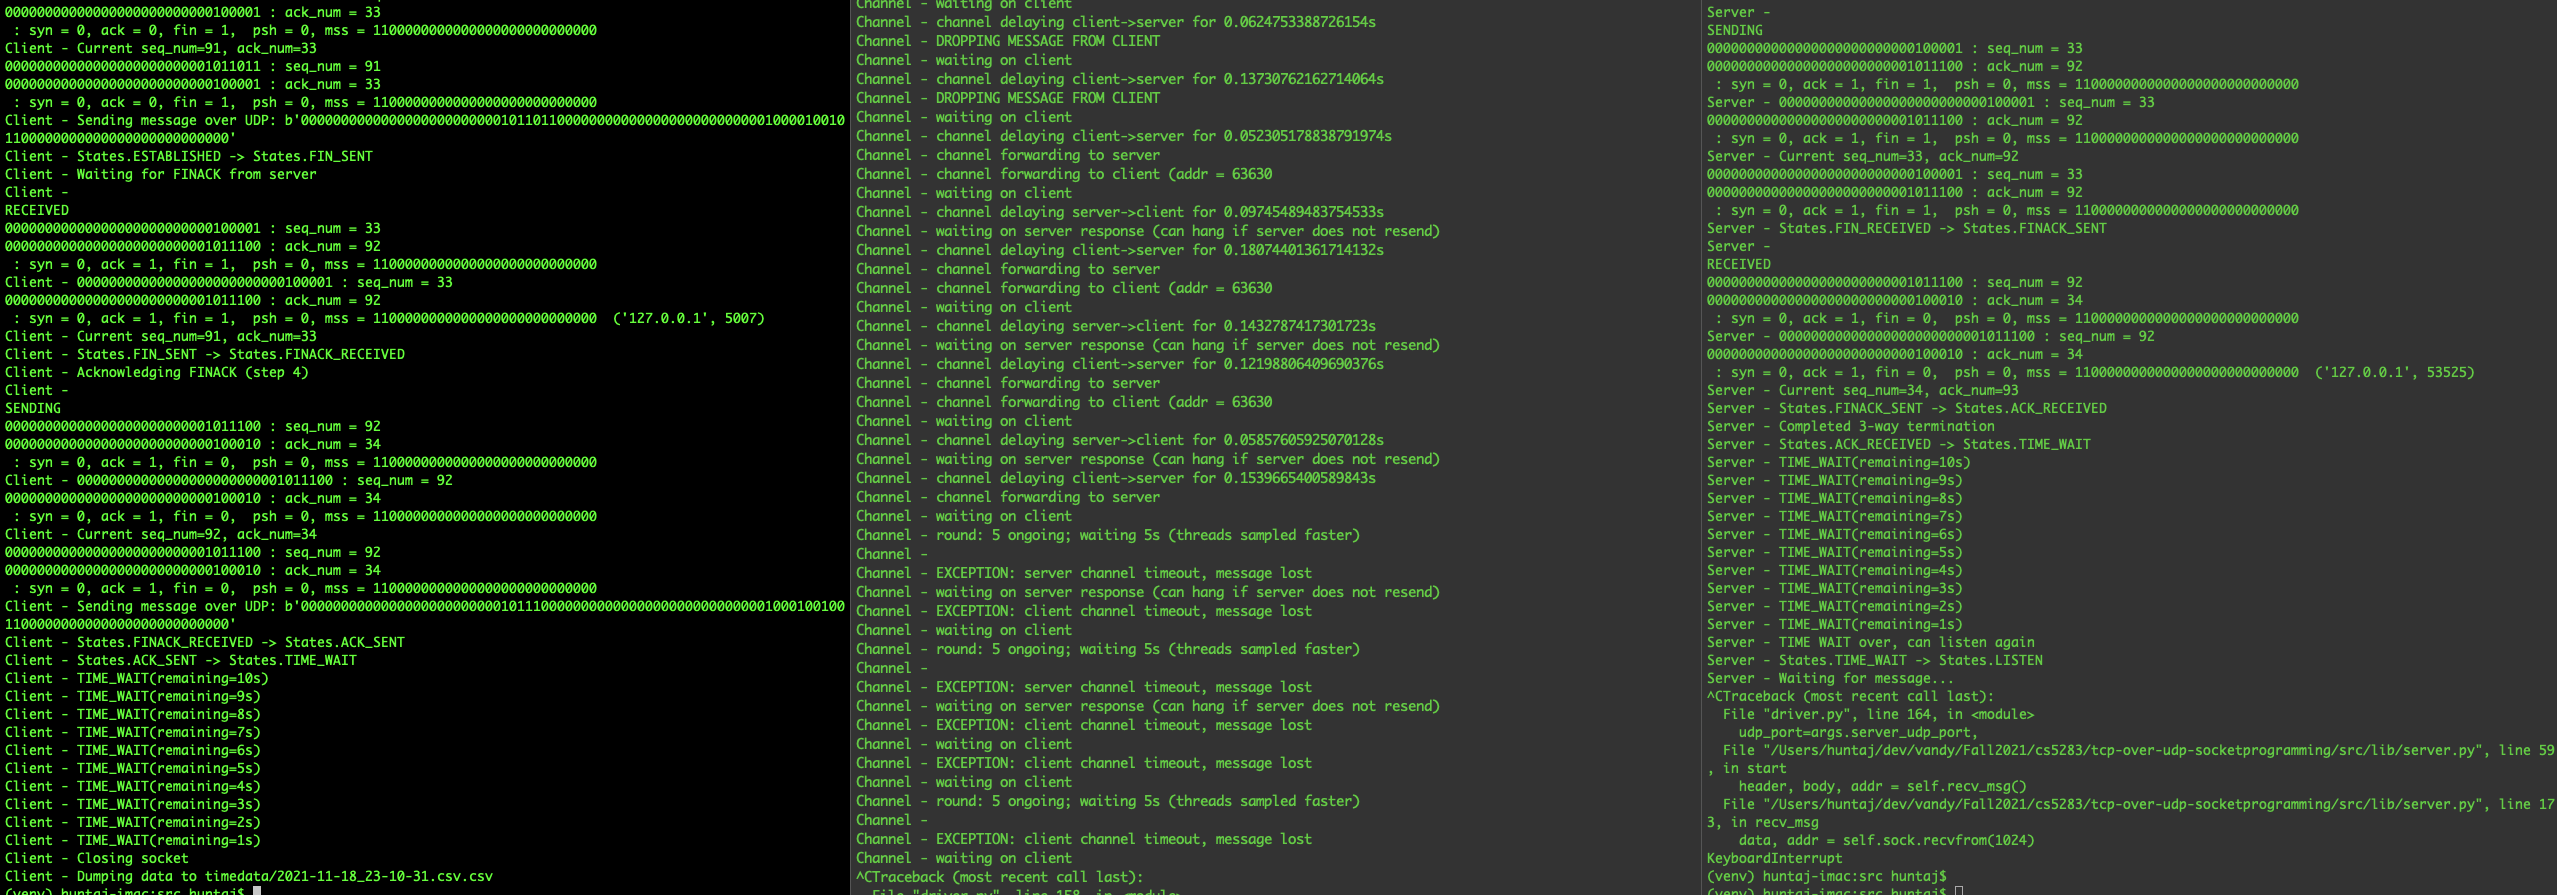 00000000000000000000000000100001 : ack_num = 33
 : syn = 0, ack = 0, fin = 1,  psh = 0, mss = 1100000000000000000000000000
Client - Current seq_num=91, ack_num=33
00000000000000000000000001011011 : seq_num = 91
00000000000000000000000000100001 : ack_num = 33
 : syn = 0, ack = 0, fin = 1,  psh = 0, mss = 1100000000000000000000000000
Client - Sending message over UDP:
Client - States.ESTABLISHED -> States.FIN_SENT
Client - Waiting for FINACK from server
Client -
RECEIVED
00000000000000000000000000100001 : seq_num = 33
00000000000000000000000001011100 : ack_num = 92
 : syn = 0, ack = 1, fin = 1,  psh = 0, mss = 1100000000000000000000000000
Client - 00000000000000000000000000100001 : seq_num = 33
00000000000000000000000001011100 : ack_num = 92
 : syn = 0, ack = 1, fin = 1,  psh = 0, mss = 1100000000000000000000000000  ('127.0.0.1', 5007)
Client - Current seq_num=91, ack_num=33
Client - States.FIN_SENT -> States.FINACK_RECEIVED
Client - Acknowledging FINACK (step 4)
Client -
SENDING
00000000000000000000000001011100 : seq_num = 92
00000000000000000000000000100010 : ack_num = 34
 : syn = 0, ack = 1, fin = 0,  psh = 0, mss = 1100000000000000000000000000
Client - 00000000000000000000000001011100 : seq_num = 92
00000000000000000000000000100010 : ack_num = 34
 : syn = 0, ack = 1, fin = 0,  psh = 0, mss = 1100000000000000000000000000
Client - Current seq_num=92, ack_num=34
00000000000000000000000001011100 : seq_num = 92
00000000000000000000000000100010 : ack_num = 34
 : syn = 0, ack = 1, fin = 0,  psh = 0, mss = 1100000000000000000000000000
Client - Sending message over UDP:
Client - States.FINACK_RECEIVED -> States.ACK_SENT
Client - States.ACK_SENT -> States.TIME_WAIT
Client - TIME_WAIT(remaining=10s)
Client - TIME_WAIT(remaining=9s)
Client - TIME_WAIT(remaining=8s)
Client - TIME_WAIT(remaining=7s)
Client - TIME_WAIT(remaining=6s)
Client - TIME_WAIT(remaining=5s)
Client - TIME_WAIT(remaining=4s)
Client - TIME_WAIT(remaining=3s)
Client - TIME_WAIT(remaining=2s)
Client - TIME_WAIT(remaining=1s)
Client - Closing socket
Client - Dumping data to timedata/2021-11-18_23-10-31.csv.csv
(venv) huntaj-imac:src huntaj$
Channel - waiting on client
Channel - channel delaying client->server for 0.0624753388726154s
Channel - DROPPING MESSAGE FROM CLIENT
Channel - waiting on client
Channel - channel delaying client->server for 0.13730762162714064s
Channel - DROPPING MESSAGE FROM CLIENT
Channel - waiting on client
Channel - channel delaying client->server for 0.052305178838791974s
Channel - channel forwarding to server
Channel - channel forwarding to client (addr = 63630
Channel - waiting on client
Channel - channel delaying server->client for 0.09745489483754533s
Channel - waiting on server response (can hang if server does not resend)
Channel - channel delaying client->server for 0.18074401361714132s
Channel - channel forwarding to server
Channel - channel forwarding to client (addr = 63630
Channel - waiting on client
Channel - channel delaying server->client for 0.1432787417301723s
Channel - waiting on server response (can hang if server does not resend)
Channel - channel delaying client->server for 0.12198806409690376s
Channel - channel forwarding to server
Channel - channel forwarding to client (addr = 63630
Channel - waiting on client
Channel - channel delaying server->client for 0.05857605925070128s
Channel - waiting on server response (can hang if server does not resend)
Channel - channel delaying client->server for 0.1539665400589843s
Channel - channel forwarding to server
Channel - waiting on client
Channel - round: 5 ongoing; waiting 5s (threads sampled faster)
Channel -
Channel - EXCEPTION: server channel timeout, message lost
Channel - waiting on server response (can hang if server does not resend)
Channel - EXCEPTION: client channel timeout, message lost
Channel - waiting on client
Channel - round: 5 ongoing; waiting 5s (threads sampled faster)
Channel -
Channel - EXCEPTION: server channel timeout, message lost
Channel - waiting on server response (can hang if server does not resend)
Channel - EXCEPTION: client channel timeout, message lost
Channel - waiting on client
Channel - EXCEPTION: client channel timeout, message lost
Channel - waiting on client
Channel - round: 5 ongoing; waiting 5s (threads sampled faster)
Channel -
Channel - EXCEPTION: client channel timeout, message lost
Channel - waiting on client
^CTraceback (most recent call last):
  File "driver.py", line 158, in <module>
Server -
SENDING
00000000000000000000000000100001 : seq_num = 33
00000000000000000000000001011100 : ack_num = 92
 : syn = 0, ack = 1, fin = 1,  psh = 0, mss = 1100000000000000000000000000
Server - 00000000000000000000000000100001 : seq_num = 33
00000000000000000000000001011100 : ack_num = 92
 : syn = 0, ack = 1, fin = 1,  psh = 0, mss = 1100000000000000000000000000
Server - Current seq_num=33, ack_num=92
00000000000000000000000000100001 : seq_num = 33
00000000000000000000000001011100 : ack_num = 92
 : syn = 0, ack = 1, fin = 1,  psh = 0, mss = 1100000000000000000000000000
Server - States.FIN_RECEIVED -> States.FINACK_SENT
Server -
RECEIVED
00000000000000000000000001011100 : seq_num = 92
00000000000000000000000000100010 : ack_num = 34
 : syn = 0, ack = 1, fin = 0,  psh = 0, mss = 1100000000000000000000000000
Server - 00000000000000000000000001011100 : seq_num = 92
00000000000000000000000000100010 : ack_num = 34
 : syn = 0, ack = 1, fin = 0,  psh = 0, mss = 1100000000000000000000000000  ('127.0.0.1', 53525)
Server - Current seq_num=34, ack_num=93
Server - States.FINACK_SENT -> States.ACK_RECEIVED
Server - Completed 3-way termination
Server - States.ACK_RECEIVED -> States.TIME_WAIT
Server - TIME_WAIT(remaining=10s)
Server - TIME_WAIT(remaining=9s)
Server - TIME_WAIT(remaining=8s)
Server - TIME_WAIT(remaining=7s)
Server - TIME_WAIT(remaining=6s)
Server - TIME_WAIT(remaining=5s)
Server - TIME_WAIT(remaining=4s)
Server - TIME_WAIT(remaining=3s)
Server - TIME_WAIT(remaining=2s)
Server - TIME_WAIT(remaining=1s)
Server - TIME WAIT over, can listen again
Server - States.TIME_WAIT -> States.LISTEN
Server - Waiting for message...
^CTraceback (most recent call last):
  File "driver.py", line 164, in <module>
    udp_port=args.server_udp_port,
  File "/Users/huntaj/dev/vandy/Fall2021/cs5283/tcp-over-udp-socketprogramming/src/lib/server.py", line 59
, in start
    header, body, addr = self.recv_msg()
  File "/Users/huntaj/dev/vandy/Fall2021/cs5283/tcp-over-udp-socketprogramming/src/lib/server.py", line 17
3, in recv_msg
    data, addr = self.sock.recvfrom(1024)
KeyboardInterrupt
(venv) huntaj-imac:src huntaj$
(venv) huntaj-imac:src huntaj$